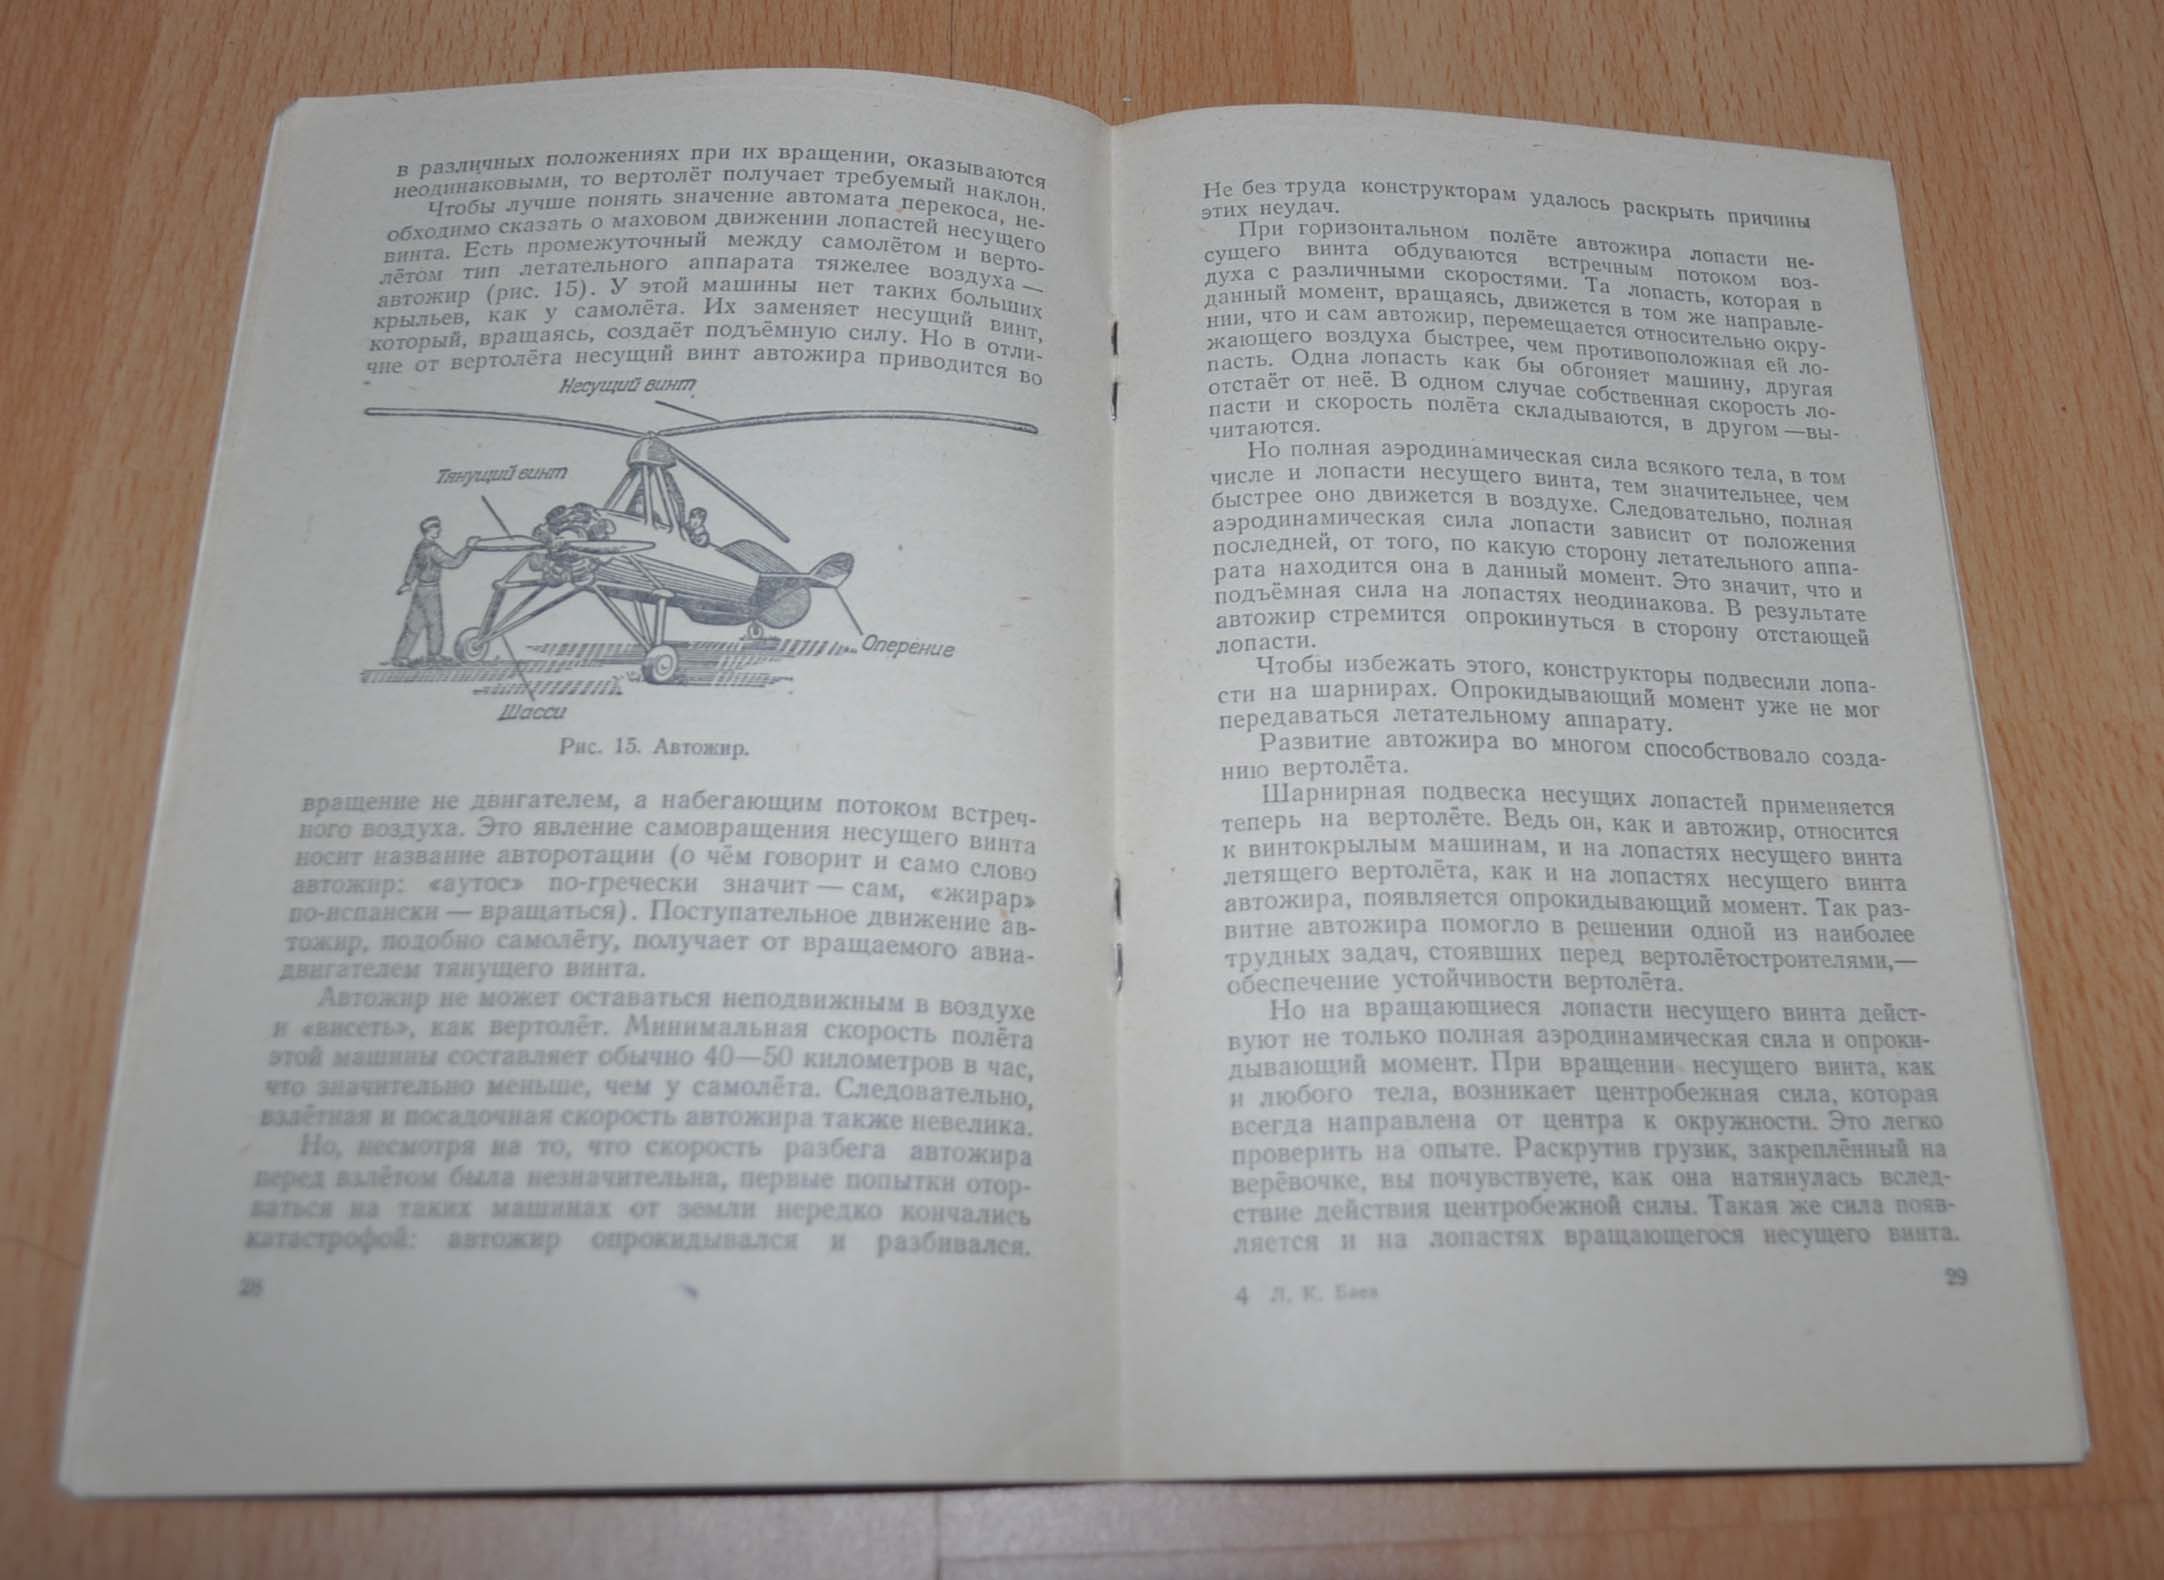 в различных положениях при их вращении, оказываются
неодинаковыми, то вертолёт получает требуемый наклон.
Чтобы лучше понять значение автомата перекоса, не-
обходимо сказать о маховом движении лопастей несущего
винта. Есть промежуточный между самолётом и верто-
лётом тип летательного аппарата тяжелее воздуха —
автожир (рис. 15). У этой машины нет таких больших
крыльев, как у самолёта. Их заменяет несущий винт,
который, вращаясь, создаёт подъёмную силу. Но в отли-
чие от вертолёта несущий винт автожира приводится во
Несущий винт
Тянущий винт
Оперение
Шасси
Рис. 15. Автожир.
вращение не двигателем, а набегающим потоком встреч-
ного воздуха. Это явление самовращения несущего винта
носит название авторотации (о чём говорит и само слово
автожир: «аутос» по-гречески значит — сам, «жирар»
по-испански — вращаться). Поступательное движение ав-
тожир, подобно самолёту, получает от вращаемого авиа-
двигателем тянущего винта.
Автожир не может оставаться неподвижным в воздухе
и «висеть», как вертолёт. Минимальная скорость полёта
этой машины составляет обычно 40—50 километров в час,
что значительно меньше, чем у самолёта. Следовательно,
взлётная и посадочная скорость автожира также невелика.
Но, несмотря на то, что скорость разбега автожира
перед взлётом была незначительна, первые попытки отор-
ваться на таких машинах от земли нередко кончались
катастрофой: автожир опрокидывался и разбивался.
28
Не без труда конструкторам удалось раскрыть причины
этих неудач.
При горизонтальном полёте автожира лопасти не-
сущего винта обдуваются встречным потоком воз-
духа с различными скоростями. Та лопасть, которая в
данный момент, вращаясь, движется в том же направле-
нии, что и сам автожир, перемещается относительно окру-
жающего воздуха быстрее, чем противоположная ей ло-
пасть. Одна лопасть как бы обгоняет машину, другая
отстаёт от неё. В одном случае собственная скорость ло-
пасти и скорость полёта складываются, в другом —вы-
читаются.
Но полная аэродинамическая сила всякого тела, в том
числе и лопасти несущего винта, тем значительнее, чем
быстрее оно движется в воздухе. Следовательно, полная
аэродинамическая сила лопасти зависит от положения
последней, от того, по какую сторону летательного аппа-
рата находится она в данный момент. Это значит, что и
подъёмная сила на лопастях неодинакова. В результате
автожир стремится опрокинуться в сторону отстающей
лопасти.
Чтобы избежать этого, конструкторы подвесили лопа-
сти на шарнирах. Опрокидывающий момент уже не мог
передаваться летательному аппарату.
Развитие автожира во многом способствовало созда-
нию вертолёта.
Шарнирная подвеска несущих лопастей применяется
теперь на вертолёте. Ведь он, как и автожир, относится
к винтокрылым машинам, и на лопастях несущего винта
летящего вертолёта, как и на лопастях несущего винта
автожира, появляется опрокидывающий момент. Так раз-
витие автожира помогло в решении одной из наиболее
трудных задач, стоявших перед вертолётостроителями,—
обеспечение устойчивости вертолёта.
Но на вращающиеся лопасти несущего винта дейст-
вуют не только полная аэродинамическая сила и опроки-
дывающий момент. При вращении несущего винта, как
и любого тела, возникает центробежная сила, которая
всегда направлена от центра к окружности. Это легко
проверить на опыте. Раскрутив грузик, закреплённый на
верёвочке, вы почувствуете, как она натянулась вслед-
ствие действия центробежной силы. Такая же сила появ-
ляется и на лопастях вращающегося несущего винта.
4 Л. К. Баев
29